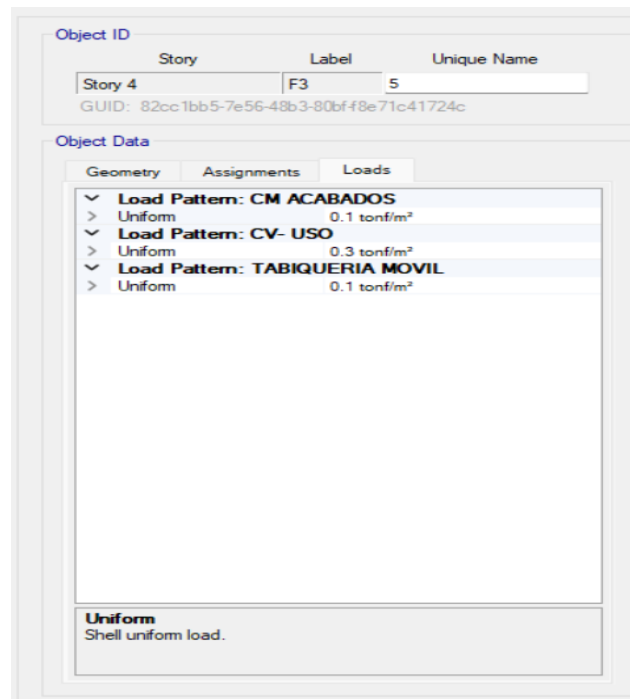 Object ID
Story Label Unique Name
Story 4 F3 5
GUID: 82cc1bb5-7e56-48b3-80bf-f8e71c41724c
Object Data
Geometry Assignments Loads
Load Pattern: CM ACABADOS
Uniform 0.1 tonf/m²
Load Pattern: CV- USO
Uniform 0.3 tonf/m²
Load Pattern: TABIQUERIA MOVIL
Uniform 0.1 tonf/m²
Uniform
Shell uniform load.